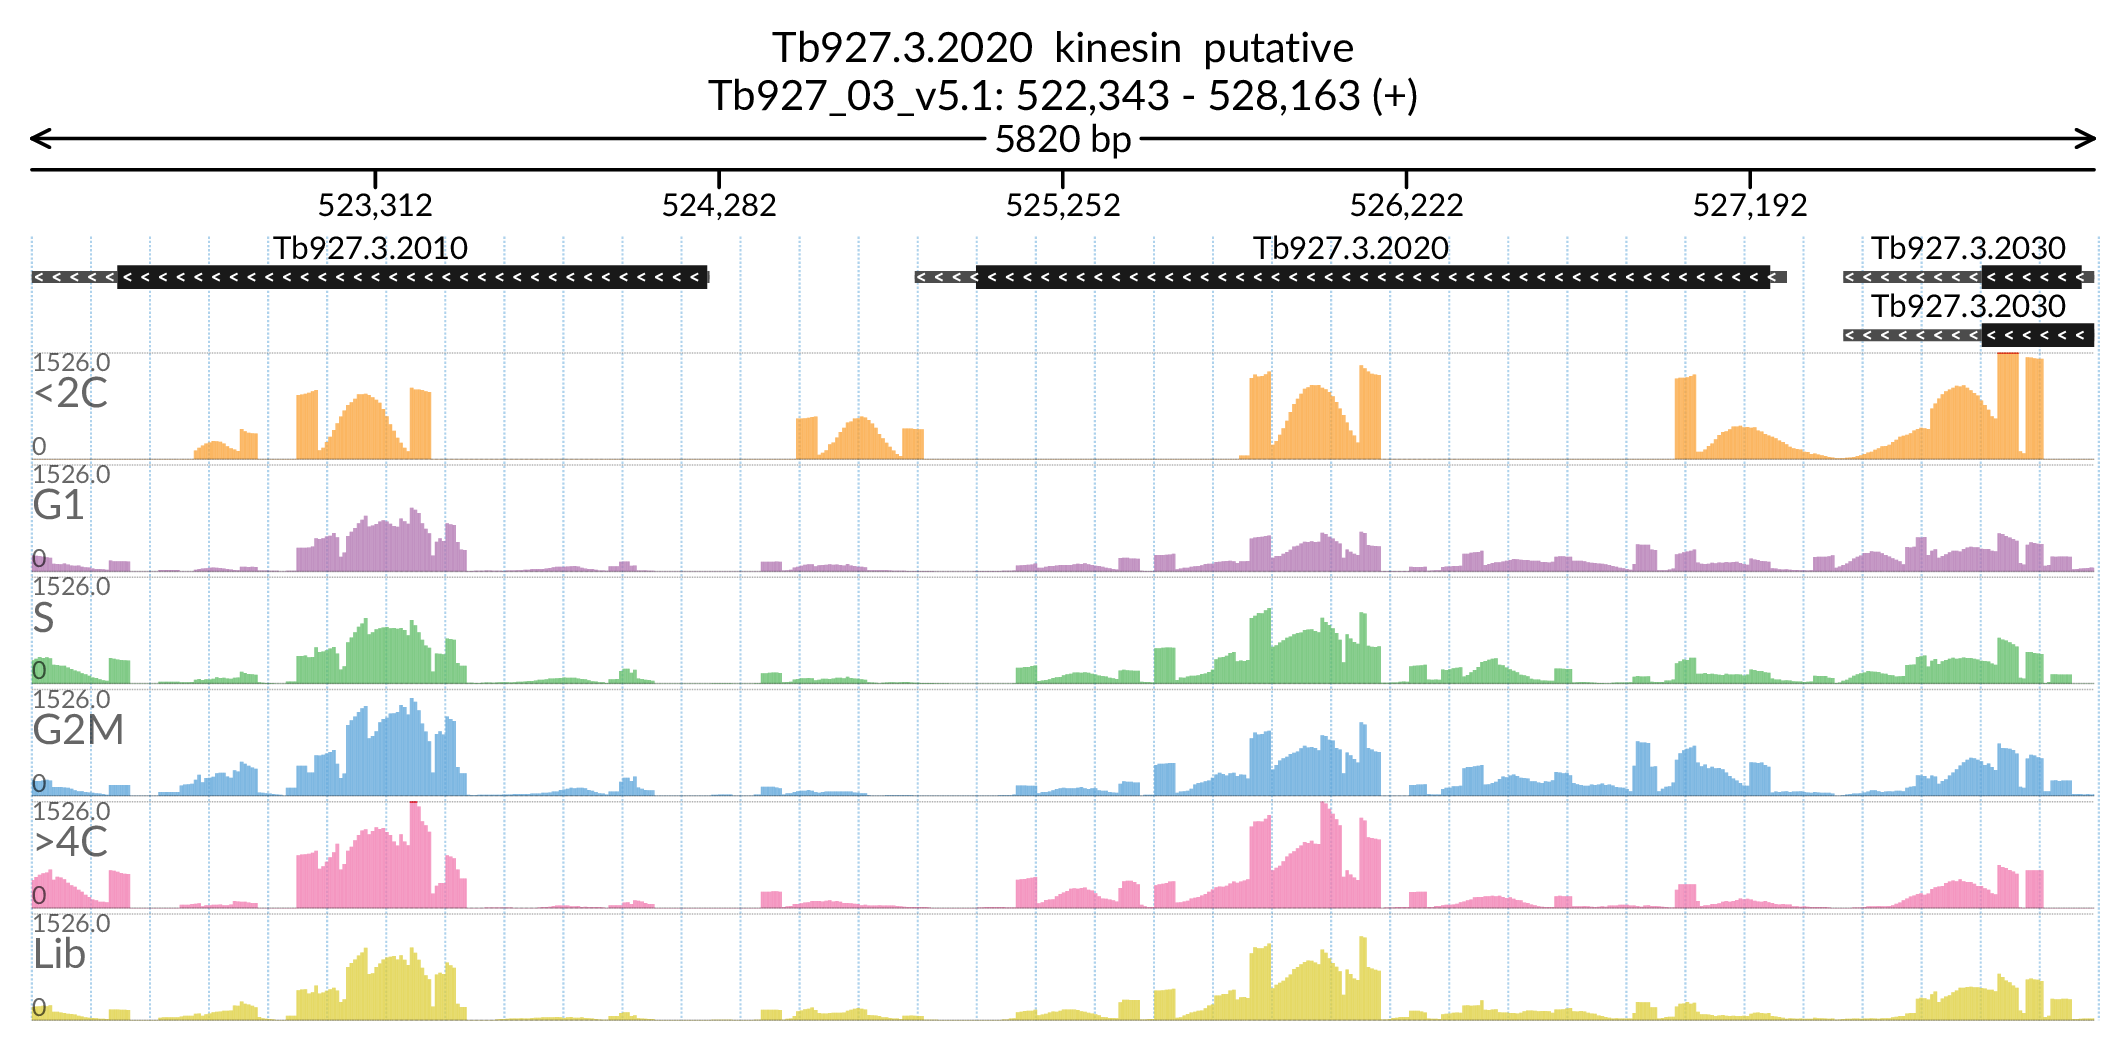 Tb927.3.2020 kinesin putative
Tb927_03_v5.1: 522,343 - 528,163 (+)
5820 bp
523,312 524,282 525,252 526,222 527,192
Tb927.3.2010 Tb927.3.2020 Tb927.3.2030
Tb927.3.2030
1526.0
<2C
0
1526.0
G1
0
1526.0
S
0
1526.0
G2M
0
1526.0
>4C
0
1526.0
Lib
0